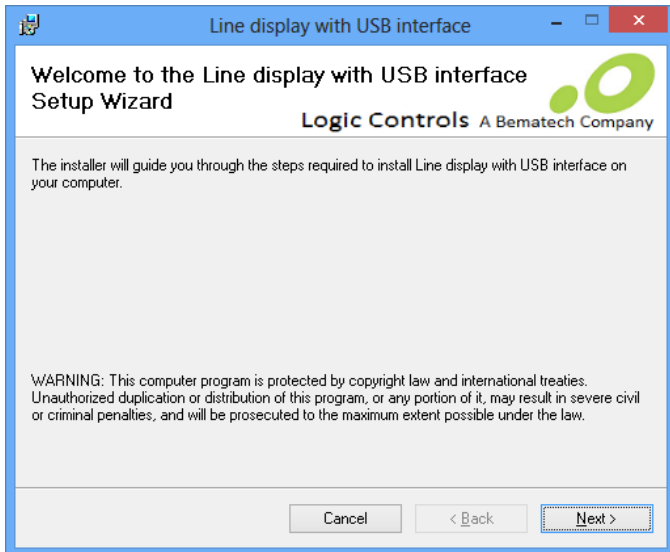 Line display with USB interface
Welcome to the Line display with USB interface
Setup Wizard
Logic Controls A Bematech Company
The installer will guide you through the steps required to install Line display with USB interface on
your computer.
WARNING: This computer program is protected by copyright law and international treaties.
Unauthorized duplication or distribution of this program, or any portion of it, may result in severe civil
or criminal penalties, and will be prosecuted to the maximum extent possible under the law.
Cancel
< Back
Next >